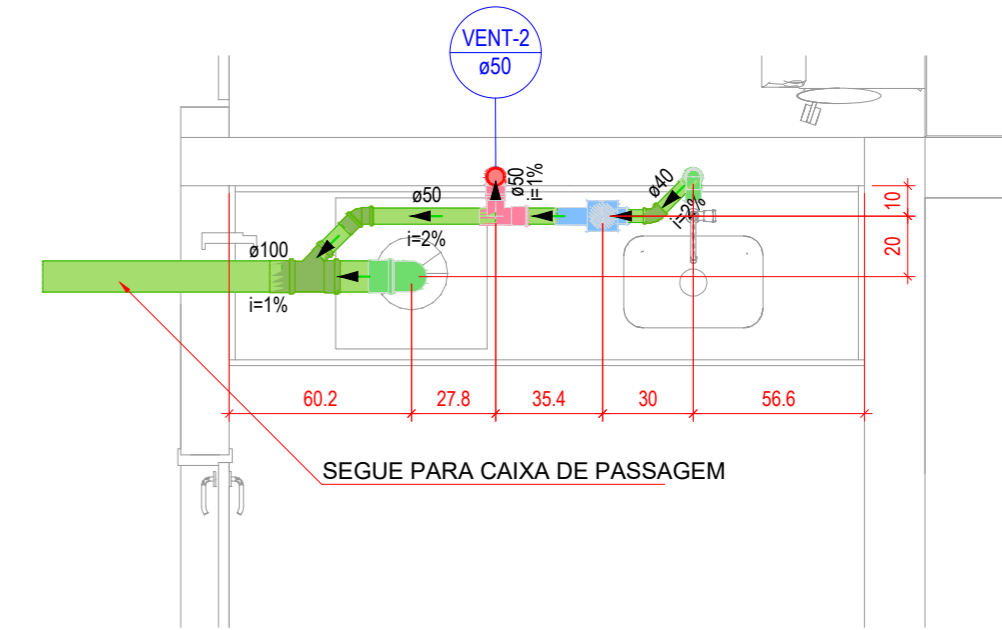 VENT-2
ø50
ø50
ø50
i=1%
ø40
i=2%
10
20
i=2%
ø100
i=1%
60.2
27.8
35.4
30
56.6
SEGUE PARA CAIXA DE PASSAGEM